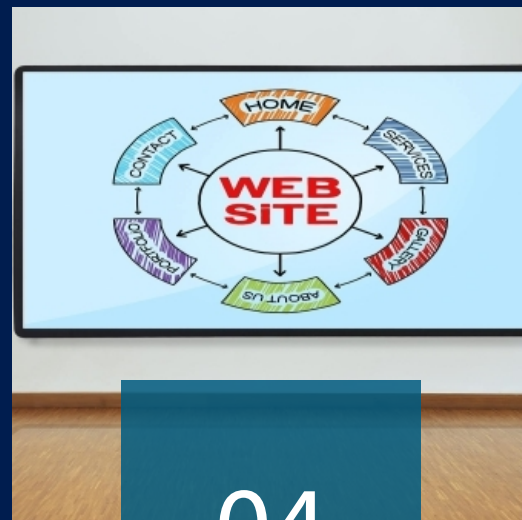 HOME
SERVICES
GALLERY
ABOUT US
PORTFOLIO
CONTACT
WEB
SiTE
04